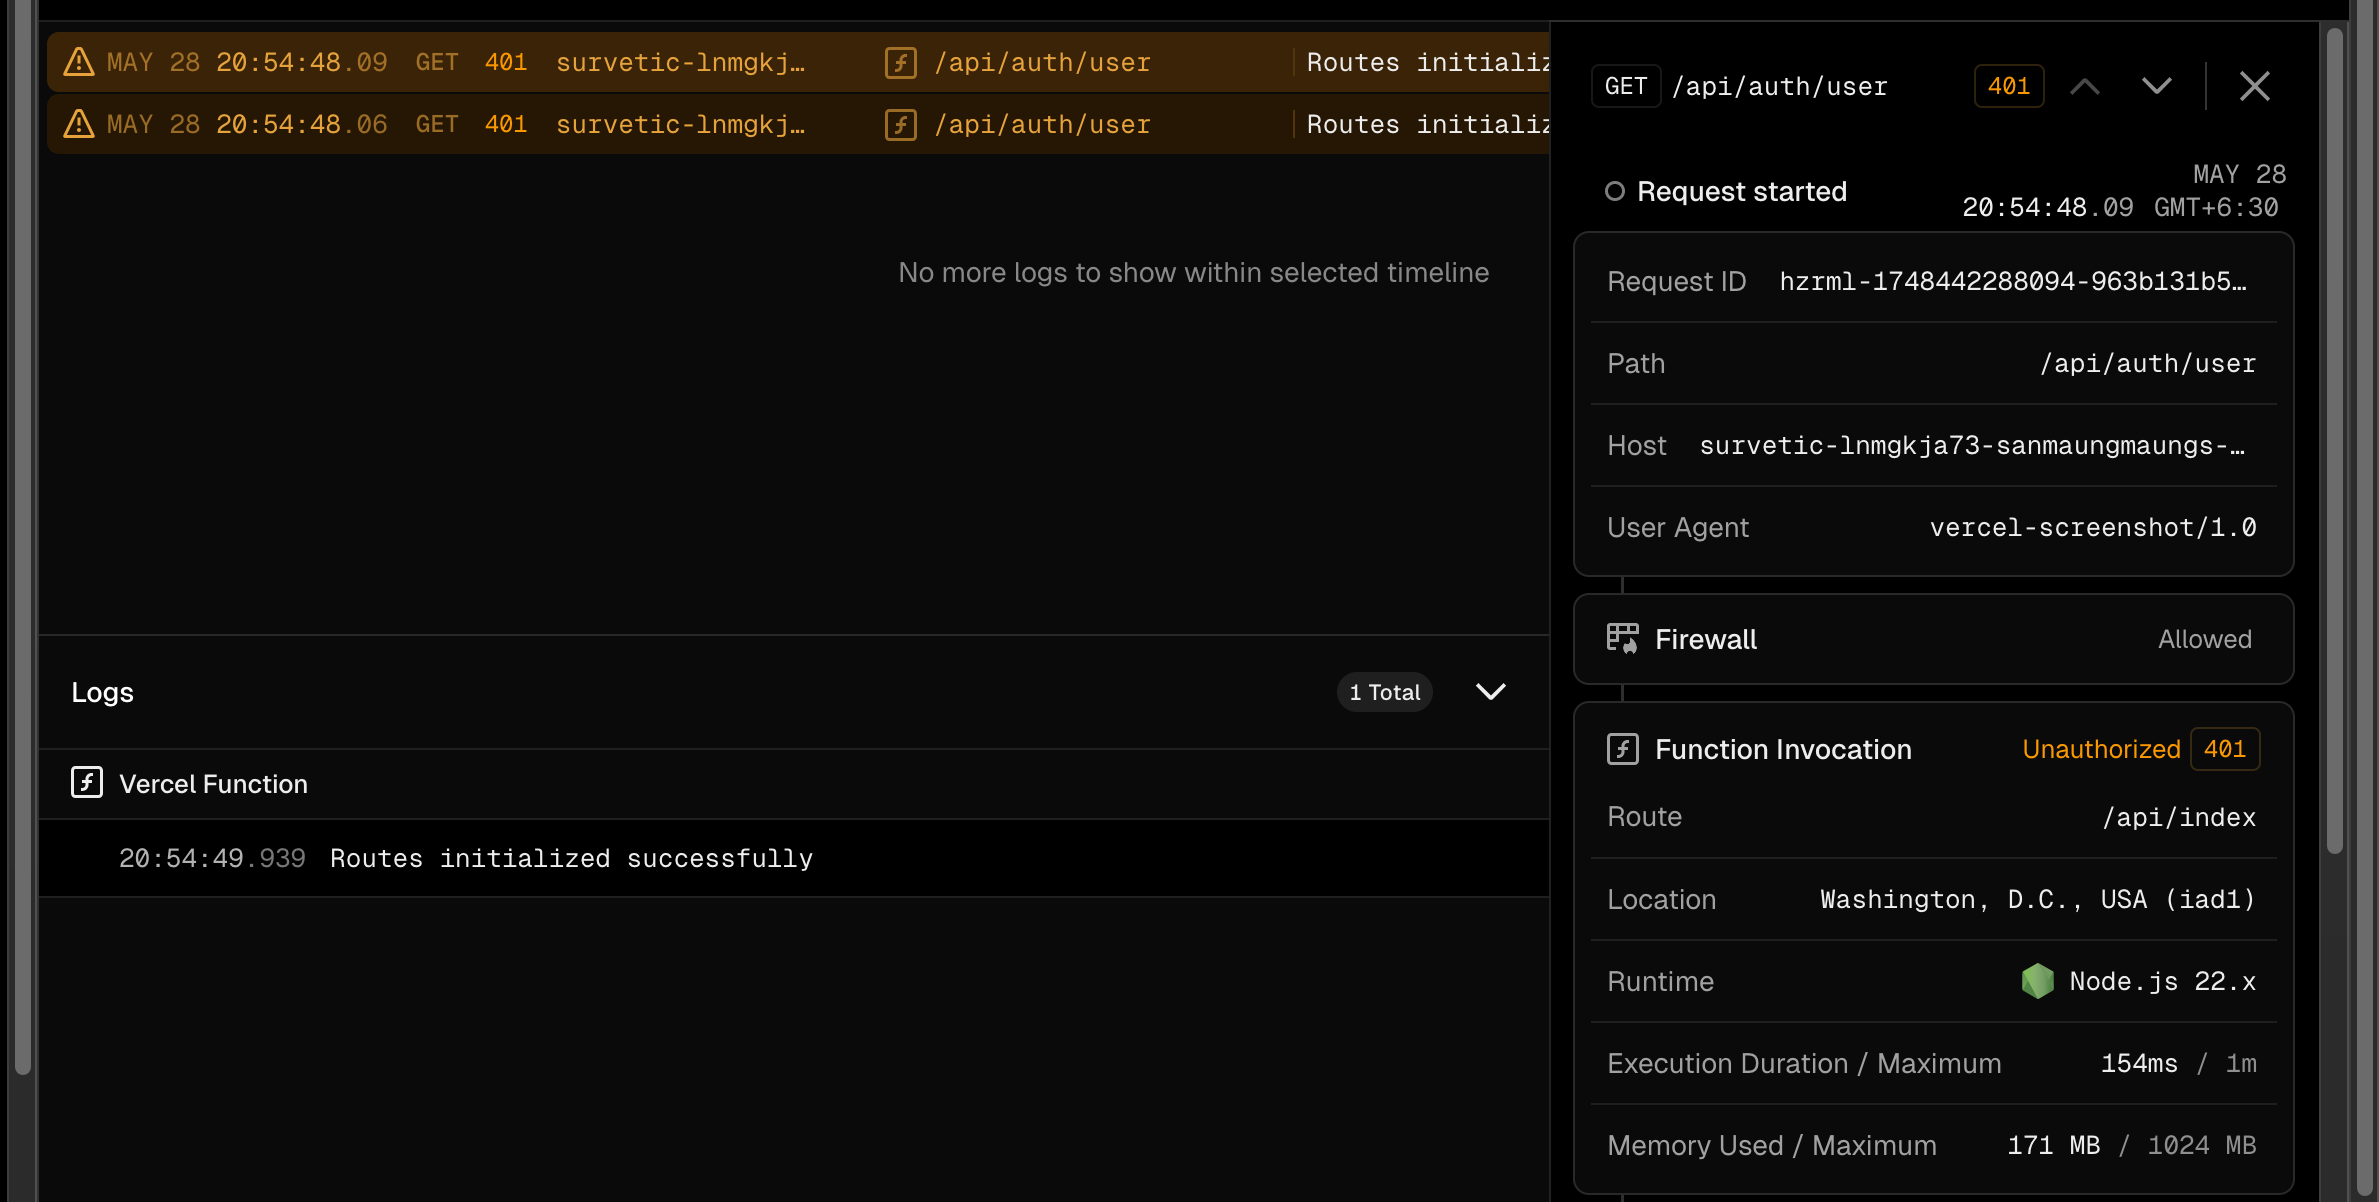 MAY 28 20:54:48.09 GET 401 survetic-lnmgkj… /api/auth/user Routes initializ
MAY 28 20:54:48.06 GET 401 survetic-lnmgkj… /api/auth/user Routes initializ
No more logs to show within selected timeline
Logs 1 Total
Vercel Function
20:54:49.939 Routes initialized successfully
GET /api/auth/user 401
Request started MAY 28
20:54:48.09 GMT+6:30
Request ID hzrml-1748442288094-963b131b5…
Path /api/auth/user
Host survetic-lnmgkja73-sanmaungmaungs-…
User Agent vercel-screenshot/1.0
Firewall Allowed
Function Invocation Unauthorized 401
Route /api/index
Location Washington, D.C., USA (iad1)
Runtime Node.js 22.x
Execution Duration / Maximum 154ms / 1m
Memory Used / Maximum 171 MB / 1024 MB